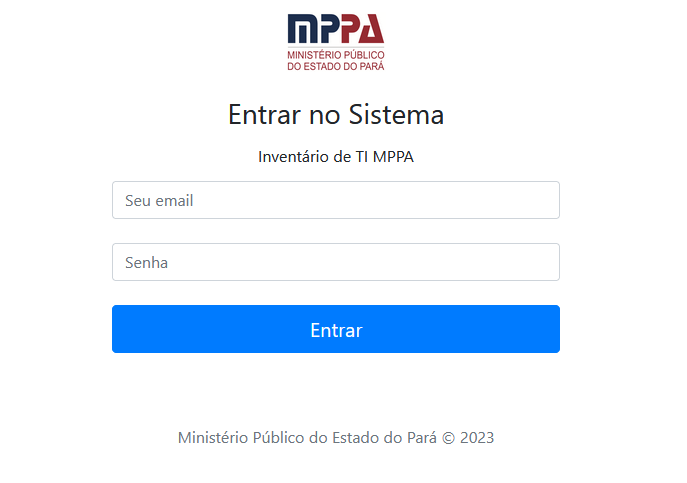 MPPA
MINISTÉRIO PÚBLICO
DO ESTADO DO PARÁ
Entrar no Sistema
Inventário de TI MPPA
Seu email
Senha
Entrar
Ministério Público do Estado do Pará © 2023